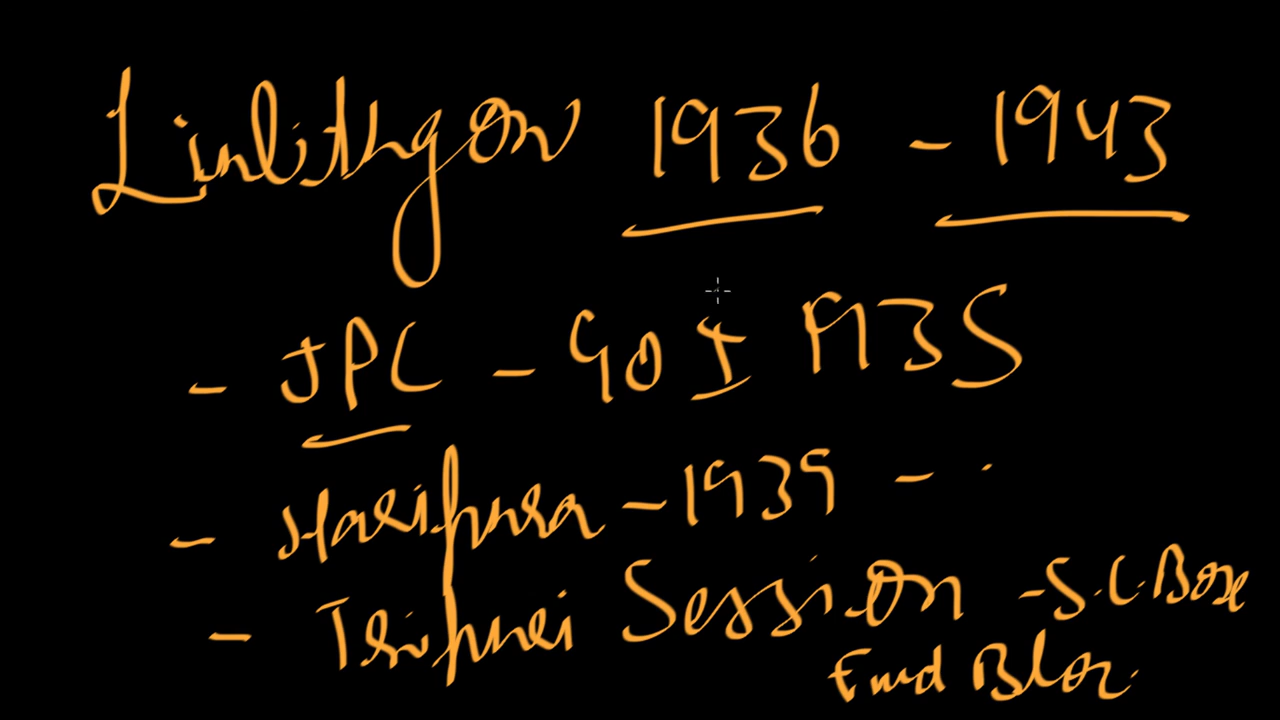 Linlithgow 1936 - 1943
- JPC - GOI 1935
- Haripura - 1939 - .
- Tripuri Session - S.C. Bose
Fwd Bloc.